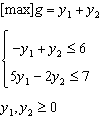 [max]g = y₁ + y₂
-y₁ + y₂ ≤ 6
5y₁ - 2y₂ ≤ 7
y₁, y₂ ≥ 0